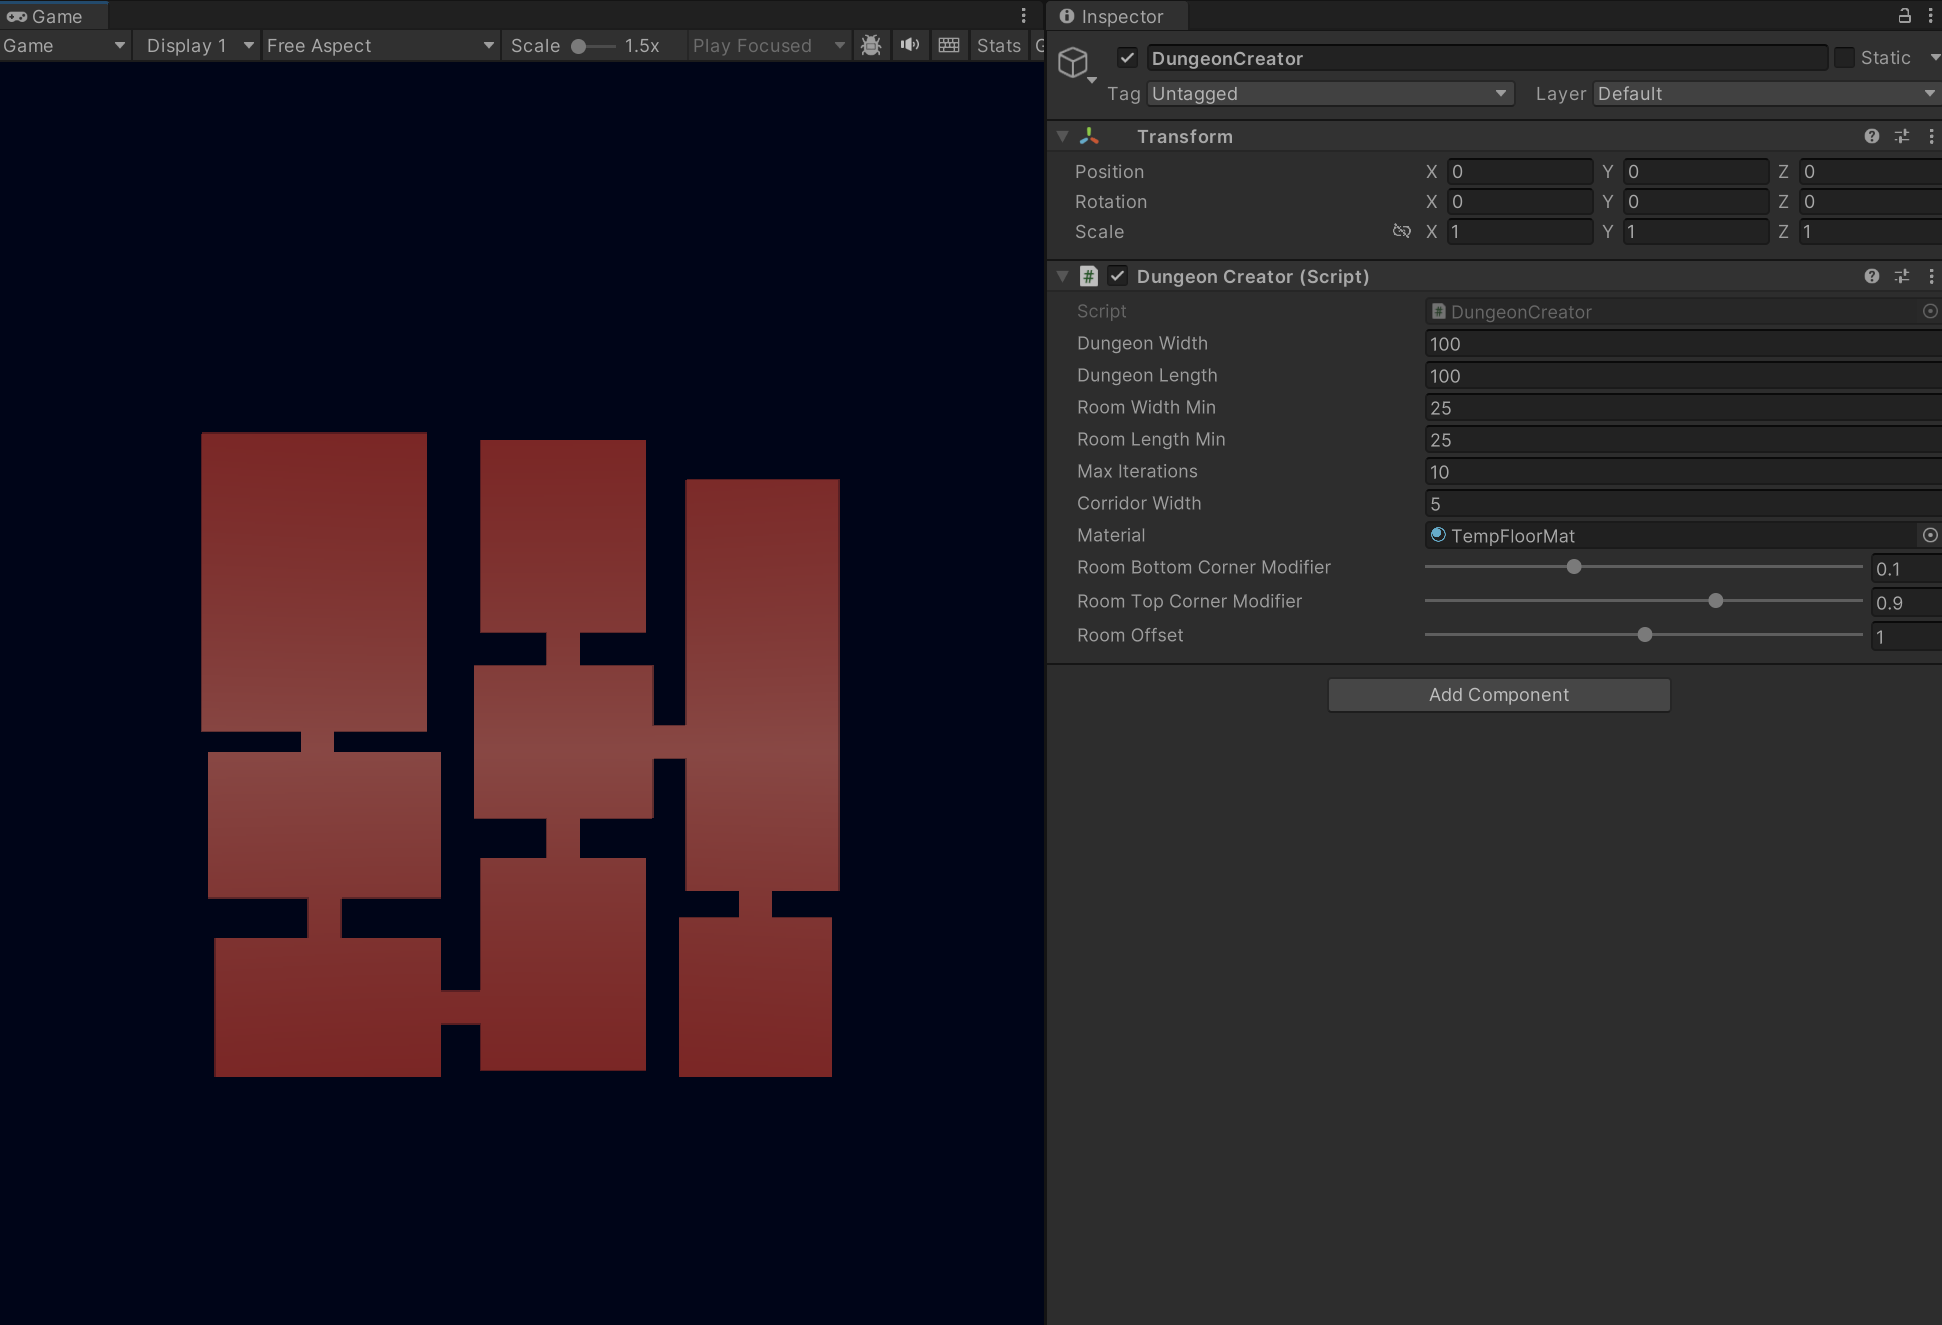 Game
Game Display 1 Free Aspect Scale 1.5x Play Focused Stats G
Inspector
DungeonCreator Static
Tag Untagged Layer Default
Transform
Position X 0 Y 0 Z 0
Rotation X 0 Y 0 Z 0
Scale X 1 Y 1 Z 1
Dungeon Creator (Script)
Script DungeonCreator
Dungeon Width 100
Dungeon Length 100
Room Width Min 25
Room Length Min 25
Max Iterations 10
Corridor Width 5
Material TempFloorMat
Room Bottom Corner Modifier 0.1
Room Top Corner Modifier 0.9
Room Offset 1
Add Component